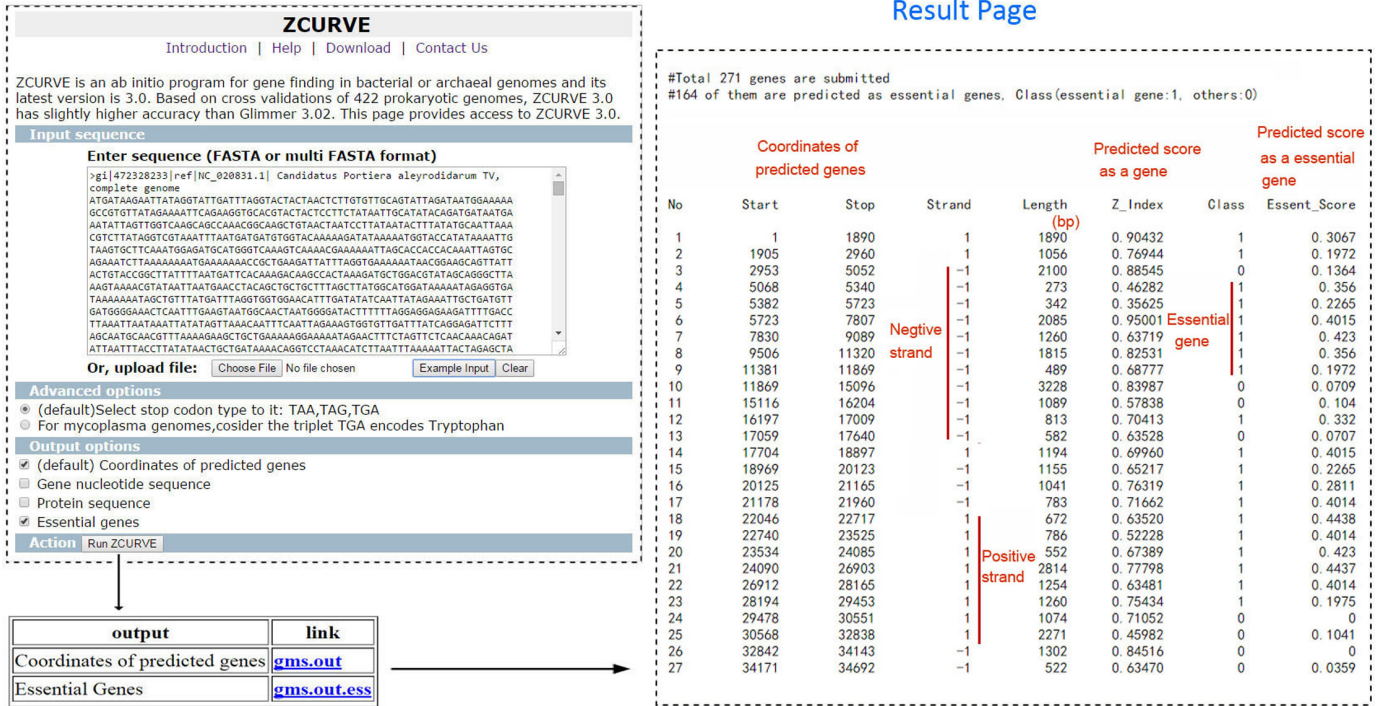 ZCURVE
Introduction | Help | Download | Contact Us
ZCURVE is an ab initio program for gene finding in bacterial or archaeal genomes and its
latest version is 3.0. Based on cross validations of 422 prokaryotic genomes, ZCURVE 3.0
has slightly higher accuracy than Glimmer 3.02. This page provides access to ZCURVE 3.0.
Input sequence
Enter sequence (FASTA or multi FASTA format)
>gi|472328233|ref|NC_020831.1| Candidatus Portiera aleyrodidarum TV,
complete genome
ATGATAAGAATTATAGGTATTGATTTAGGTACTACTAACTCTTGTGTTGCAGTATTAGATAATGGAAAAA
GCCGTGTTATAGAAAATTCAGAAGGTGCACGTACTACTCCTTCTATAATTGCATATACAGATGATAATGA
AATATTAGTTGGTCAAGCAGCCAAACGGCAAGCTGTAACTAATCCTTATAATACTTTATATGCAATTAAA
CGTCTTATAGGTCGTAAATTTAATGATGATGTGGTACAAAAAGATATAAAAATGGTACCATATAAAATTG
TAAGTGCTTCAAATGGAGATGCATGGGTCAAAGTCAAAACGAAAAAATTAGCACCACCACAAATTAGTGC
AGAAATCTTAAAAAAAATGAAAAAAACCGCTGAAGATTATTTAGGTGAAAAAATAACGGAAGCAGTTATT
ACTGTACCGGCTTATTTTAATGATTCACAAAGACAAGCCACTAAAGATGCTGGACGTATAGCAGGGCTTA
AAGTAAAACGTATAATTAATGAACCTACAGCTGCTGCTTTAGCTTATGGCATGGATAAAAATAGAGGTGA
TAAAAAAATAGCTGTTTATGATTTAGGTGGTGGAACATTTGATATATCAATTATAGAAATTGCTGATGTT
GATGGGGAAACTCAATTTGAAGTAATGGCAACTAATGGGGATACTTTTTTAGGAGGAGAAGATTTTGACC
TTAAATTAATAAATTATATAGTTAAACAATTTCAATTAGAAAGTGGTGTTGATTTATCAGGAGATTCTTT
AGCAATGCAACGTTTAAAAGAAGCTGCTGAAAAAGGAAAAATAGAACTTTCTAGTTCTCAACAAACAGAT
ATTAATTTACCTTATATAACTGCTGATAAAACAGGTCCTAAACATCTTAATTTAAAAATTACTAGAGCTA
Or, upload file: Choose File No file chosen Example Input Clear
Advanced options
(default)Select stop codon type to it: TAA,TAG,TGA
For mycoplasma genomes,cosider the triplet TGA encodes Tryptophan
Output options
(default) Coordinates of predicted genes
Gene nucleotide sequence
Protein sequence
Essential genes
Action Run ZCURVE
output link
Coordinates of predicted genes gms.out
Essential Genes gms.out.ess
Result Page
#Total 271 genes are submitted
#164 of them are predicted as essential genes, Class(essential gene:1, others:0)
Coordinates of
predicted genes
Predicted score
as a gene
Predicted score
as a essential
gene
No Start Stop Strand Length Z_Index Class Essent_Score
(bp)
1 1 1890 1 1890 0.90432 1 0.3067
2 1905 2960 1 1056 0.76944 1 0.1972
3 2953 5052 -1 2100 0.88545 0 0.1364
4 5068 5340 -1 273 0.46282 1 0.356
5 5382 5723 -1 342 0.35625 1 0.2265
6 5723 7807 -1 2085 0.95001 1 0.4015
7 7830 9089 -1 1260 0.63719 1 0.423
8 9506 11320 -1 1815 0.82531 1 0.356
9 11381 11869 -1 489 0.68777 1 0.1972
10 11869 15096 -1 3228 0.83987 0 0.0709
11 15116 16204 -1 1089 0.57838 0 0.104
12 16197 17009 -1 813 0.70413 1 0.332
13 17059 17640 -1 582 0.63528 0 0.0707
14 17704 18897 1 1194 0.69960 1 0.4015
15 18969 20123 -1 1155 0.65217 1 0.2265
16 20125 21165 -1 1041 0.76319 1 0.2811
17 21178 21960 -1 783 0.71662 1 0.4014
18 22046 22717 1 672 0.63520 1 0.4438
19 22740 23525 1 786 0.52228 1 0.4014
20 23534 24085 1 552 0.67389 1 0.423
21 24090 26903 1 2814 0.77798 1 0.4437
22 26912 28165 1 1254 0.63481 1 0.4014
23 28194 29453 1 1260 0.75434 1 0.1975
24 29478 30551 1 1074 0.71052 0 0
25 30568 32838 1 2271 0.45982 0 0.1041
26 32842 34143 -1 1302 0.84516 0 0
27 34171 34692 -1 522 0.63470 0 0.0359
Negtive
strand
Essential
gene
Positive
strand